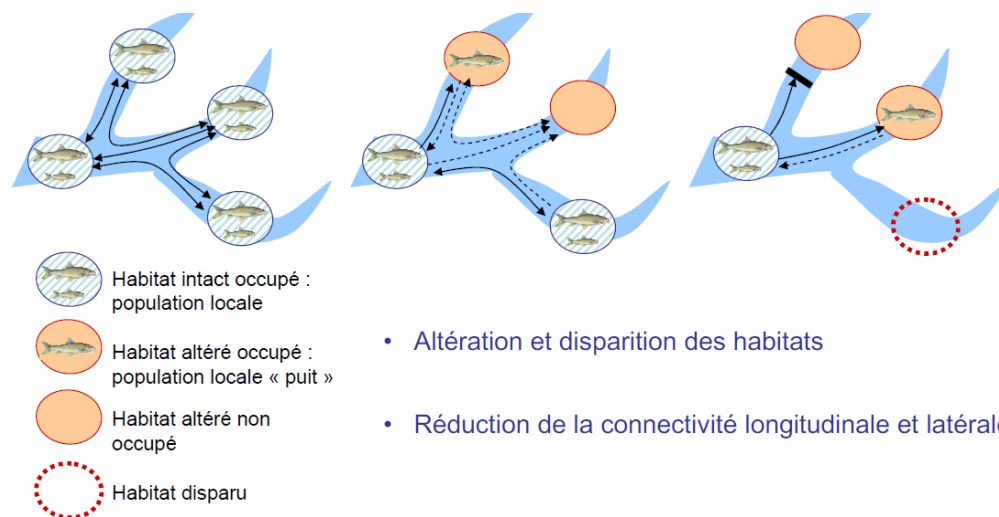 Habitat intact occupé :
population locale
Habitat altéré occupé :
population locale « puit »
Habitat altéré non
occupé
Habitat disparu
• Altération et disparition des habitats
• Réduction de la connectivité longitudinale et latérale